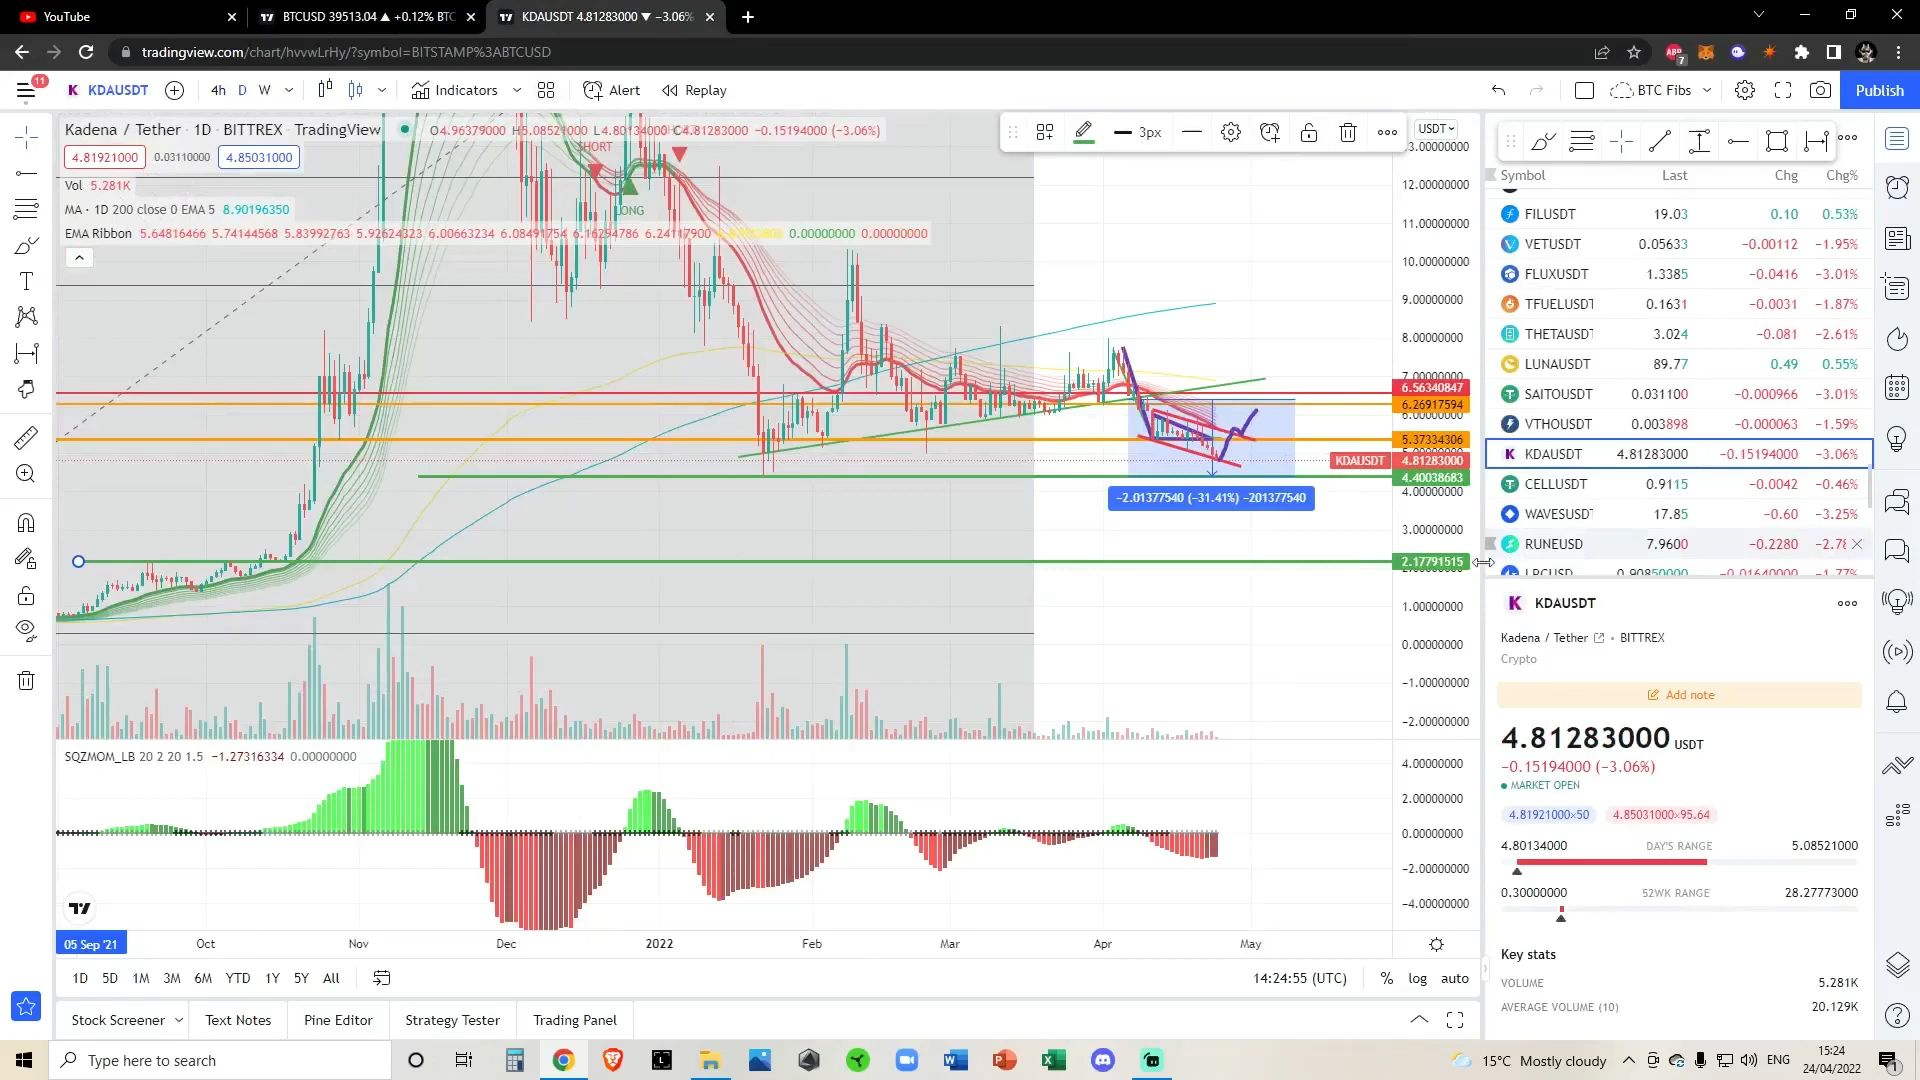 YouTube
BTCUSD 39513.04 ▲ +0.12% BTC
KDAUSDT 4.81283000 ▼ −3.06%
tradingview.com/chart/hvvwLrHy/?symbol=BITSTAMP%3ABTCUSD
7
11
KDAUSDT
4h D W
Indicators
Alert
Replay
BTC Fibs
Publish
Kadena / Tether · 1D · BITTREX · TradingView
O4.96379000 H5.08521000 L4.80134000 C4.81283000 −0.15194000 (−3.06%)
3px
USDT
4.81921000 0.03110000 4.85031000
SHORT
LONG
Vol 5.281K
MA · 1D 200 close 0 EMA 5 8.90196350
EMA Ribbon 5.64816466 5.74144568 5.83992763 5.92624323 6.00663234 6.08491754 6.16294786 6.24117900 0.00000000 0.00000000
13.00000000
12.00000000
11.00000000
10.00000000
9.00000000
8.00000000
7.00000000
6.56340847
6.26917594
6.00000000
5.37334306
KDAUSDT 4.81283000
4.40038683
4.00000000
3.00000000
2.17791515
1.00000000
0.00000000
−1.00000000
−2.00000000
−2.01377540 (−31.41%) −201377540
SQZMOM_LB 20 2 20 1.5 −1.27316334 0.00000000
4.00000000
2.00000000
0.00000000
−2.00000000
−4.00000000
05 Sep '21 Oct Nov Dec 2022 Feb Mar Apr May
1D 5D 1M 3M 6M YTD 1Y 5Y All
14:24:55 (UTC) % log auto
Stock Screener Text Notes Pine Editor Strategy Tester Trading Panel
Symbol Last Chg Chg%
FILUSDT 19.03 0.10 0.53%
VETUSDT 0.05633 −0.00112 −1.95%
FLUXUSDT 1.3385 −0.0416 −3.01%
TFUELUSDT 0.1631 −0.0031 −1.87%
THETAUSDT 3.024 −0.081 −2.61%
LUNAUSDT 89.77 0.49 0.55%
SAITOUSDT 0.031100 −0.000966 −3.01%
VTHOUSDT 0.003898 −0.000063 −1.59%
KDAUSDT 4.81283000 −0.15194000 −3.06%
CELLUSDT 0.9115 −0.0042 −0.46%
WAVESUSDT 17.85 −0.60 −3.25%
RUNEUSD 7.9600 −0.2280 −2.78
LRCUSD 0.90850000 −0.01640000 −1.77%
KDAUSDT
Kadena / Tether · BITTREX
Crypto
Add note
4.81283000 USDT
−0.15194000 (−3.06%)
MARKET OPEN
4.81921000×50 4.85031000×95.64
4.80134000 DAY'S RANGE 5.08521000
0.30000000 52WK RANGE 28.27773000
Key stats
VOLUME 5.281K
AVERAGE VOLUME (10) 20.129K
Type here to search
15°C Mostly cloudy
ENG
15:24
24/04/2022
1